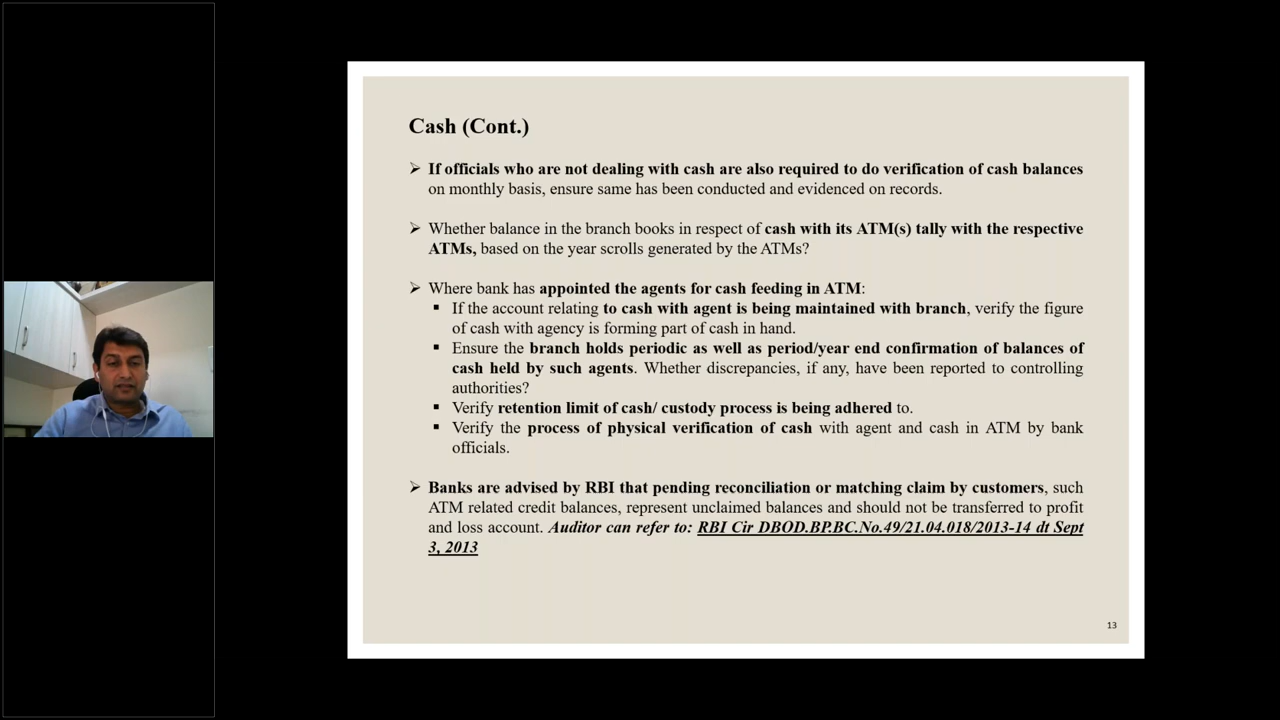 Cash (Cont.)
➢ If officials who are not dealing with cash are also required to do verification of cash balances
on monthly basis, ensure same has been conducted and evidenced on records.
➢ Whether balance in the branch books in respect of cash with its ATM(s) tally with the respective
ATMs, based on the year scrolls generated by the ATMs?
➢ Where bank has appointed the agents for cash feeding in ATM:
▪ If the account relating to cash with agent is being maintained with branch, verify the figure
of cash with agency is forming part of cash in hand.
▪ Ensure the branch holds periodic as well as period/year end confirmation of balances of
cash held by such agents. Whether discrepancies, if any, have been reported to controlling
authorities?
▪ Verify retention limit of cash/ custody process is being adhered to.
▪ Verify the process of physical verification of cash with agent and cash in ATM by bank
officials.
➢ Banks are advised by RBI that pending reconciliation or matching claim by customers, such
ATM related credit balances, represent unclaimed balances and should not be transferred to profit
and loss account. Auditor can refer to: RBI Cir DBOD.BP.BC.No.49/21.04.018/2013-14 dt Sept
3, 2013
13